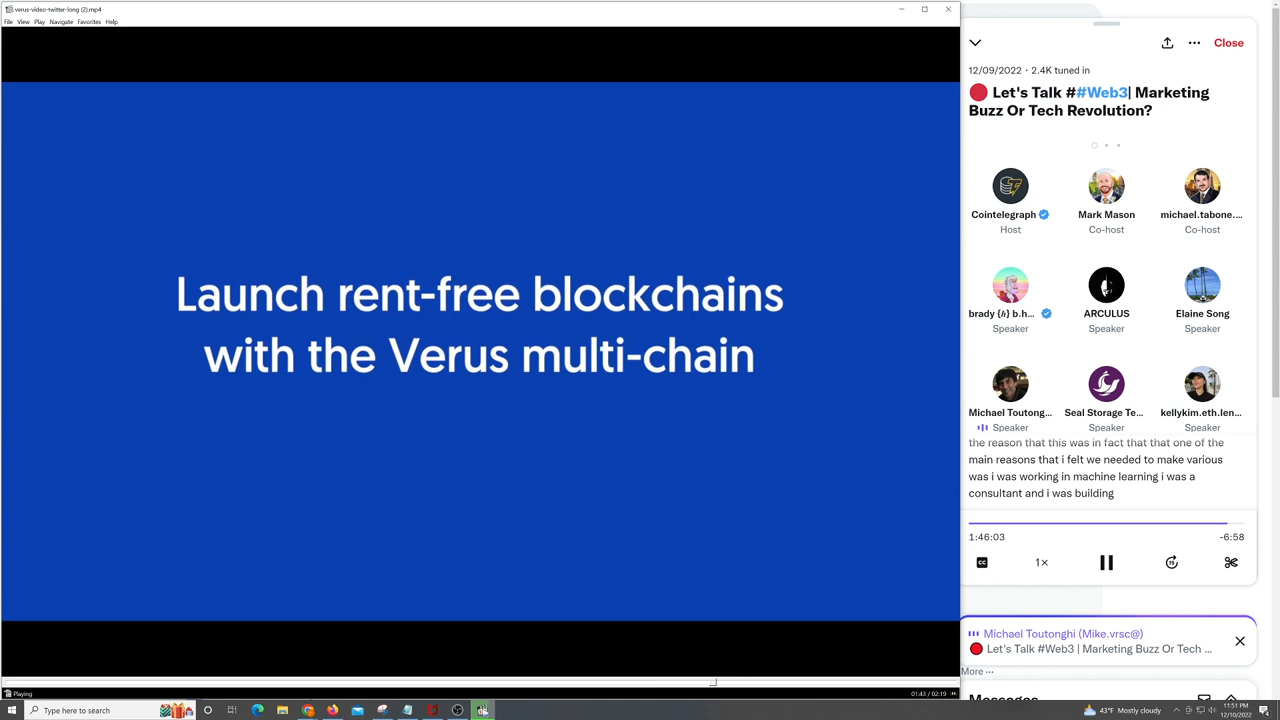 verus-video-twitter-long (2).mp4
File View Play Navigate Favorites Help
Launch rent-free blockchains
with the Verus multi-chain
Playing
01:43 / 02:19
Close
12/09/2022 · 2.4K tuned in
Let's Talk ##Web3| Marketing
Buzz Or Tech Revolution?
Cointelegraph
Host
Mark Mason
Co-host
michael.tabone....
Co-host
brady {ℏ} b.h...
Speaker
ARCULUS
Speaker
Elaine Song
Speaker
Michael Toutong...
Speaker
Seal Storage Te...
Speaker
kellykim.eth.len...
Speaker
the reason that this was in fact that that one of the
main reasons that i felt we needed to make various
was i was working in machine learning i was a
consultant and i was building
1:46:03
-6:58
CC
1×
15
Michael Toutonghi (Mike.vrsc@)
Let's Talk #Web3 | Marketing Buzz Or Tech ...
More ···
Messages
Type here to search
43°F Mostly cloudy
11:51 PM
12/10/2022